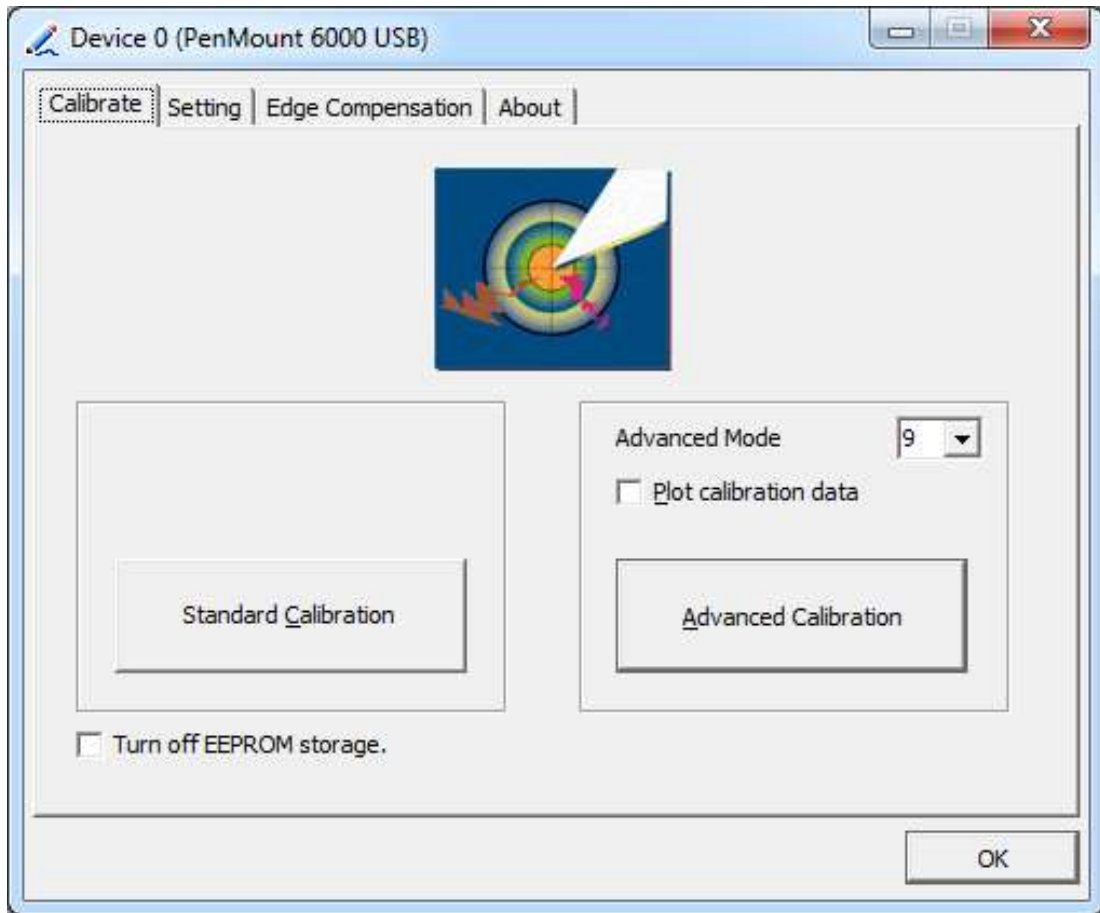 Device 0 (PenMount 6000 USB)
Calibrate Setting Edge Compensation About
Advanced Mode 9
Plot calibration data
Standard Calibration
Advanced Calibration
Turn off EEPROM storage.
OK